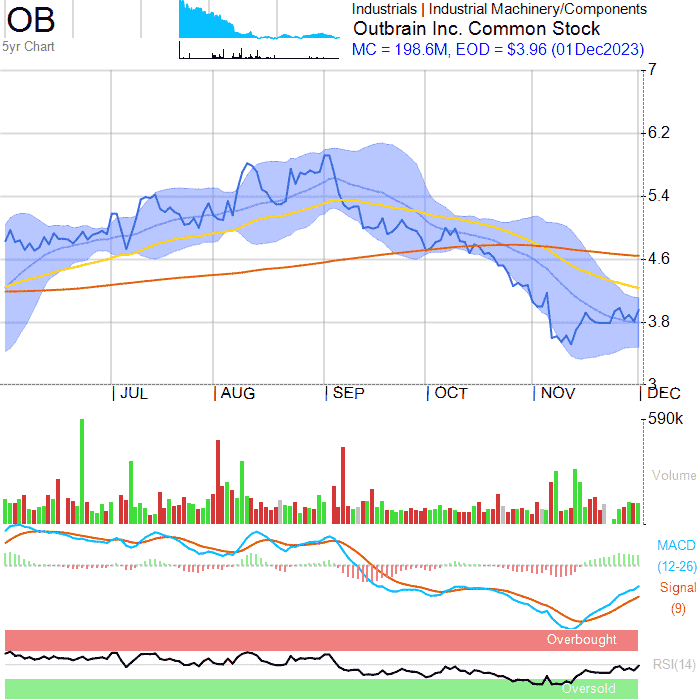 OB
5yr Chart
Industrials | Industrial Machinery/Components
Outbrain Inc. Common Stock
MC = 198.6M, EOD = $3.96 (01Dec2023)
7
6.2
5.4
4.6
3.8
3
| JUL | AUG | SEP | OCT | NOV | DEC
590k
Volume
MACD
(12-26)
Signal
(9)
Overbought
RSI(14)
Oversold